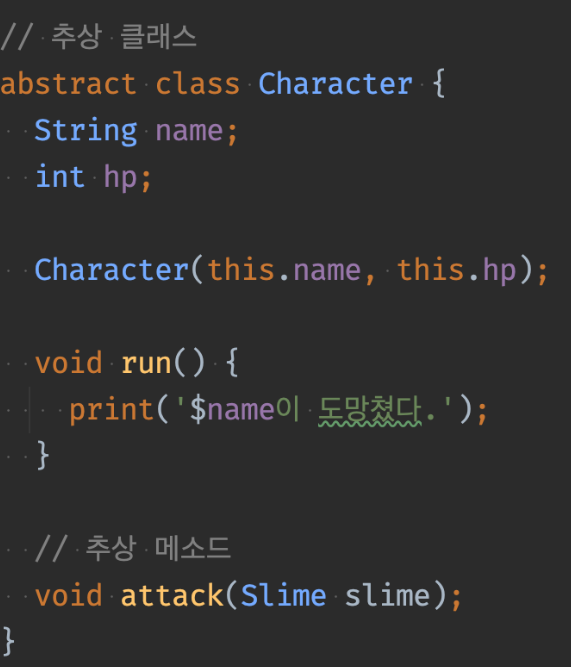 // 추상 클래스
abstract class Character {
  String name;
  int hp;

  Character(this.name, this.hp);

  void run() {
    print('$name이 도망쳤다.');
  }

  // 추상 메소드
  void attack(Slime slime);
}